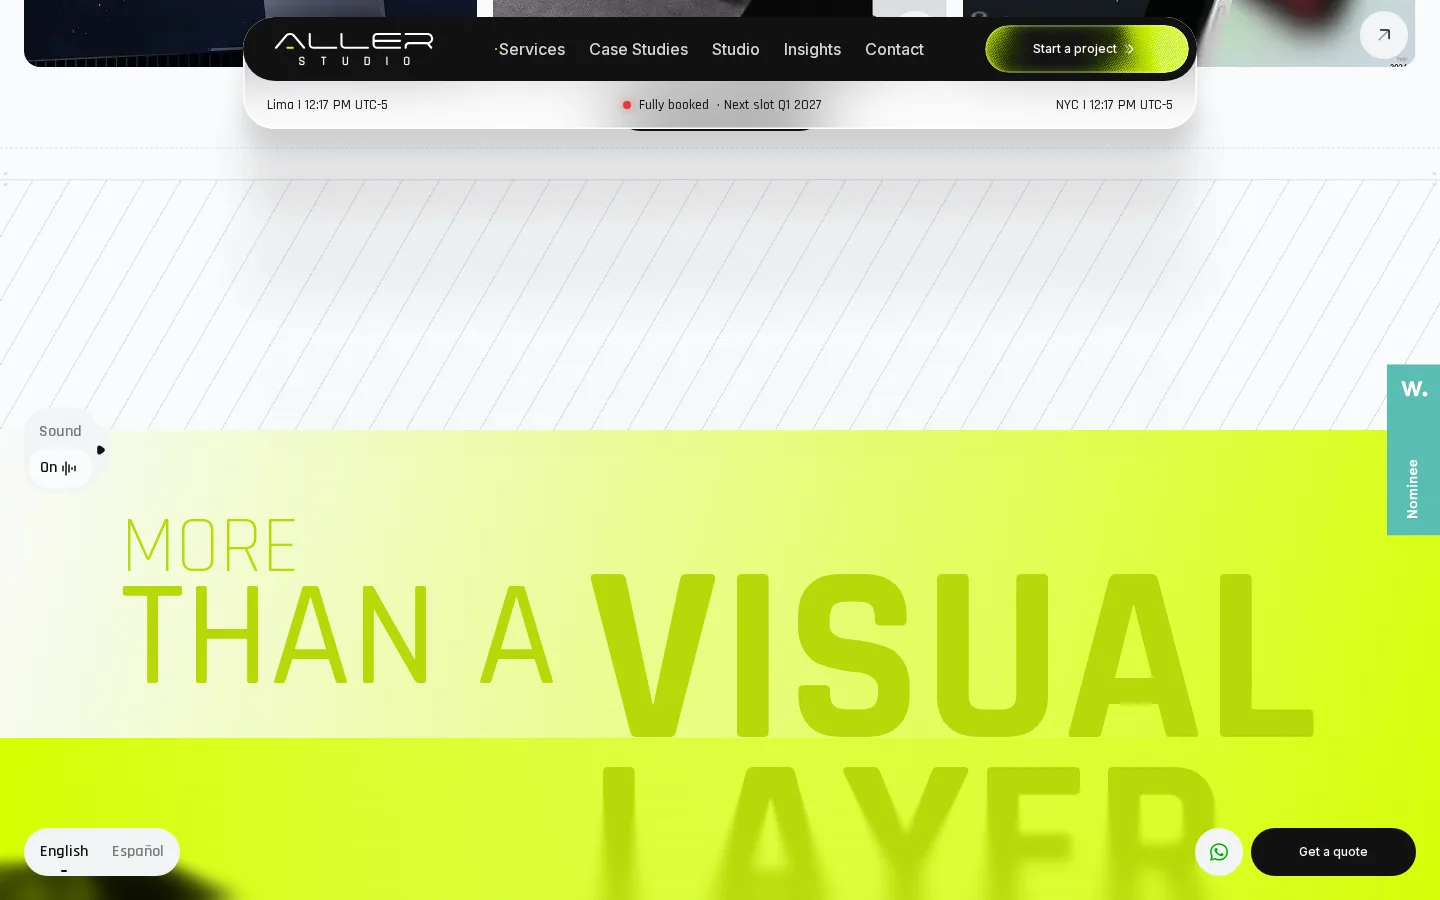 ALLER
STUDIO
Services
Case Studies
Studio
Insights
Contact
Start a project
2024
Lima | 12:17 PM UTC-5
Fully booked · Next slot Q1 2027
NYC | 12:17 PM UTC-5
W.
Nominee
Sound
On
MORE
THAN A VISUAL
LAYER
English
Español
Get a quote